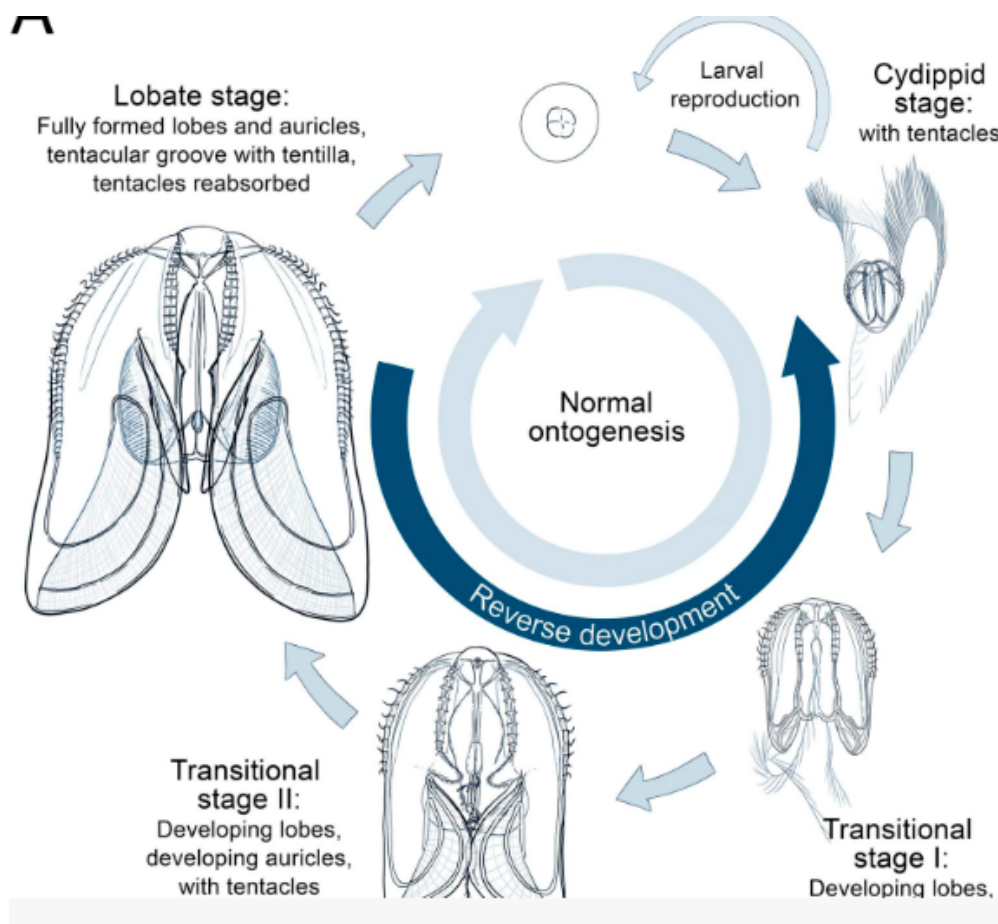 A
Lobate stage:
Fully formed lobes and auricles,
tentacular groove with tentilla,
tentacles reabsorbed
Larval
reproduction
Cydippid
stage:
with tentacles
Normal
ontogenesis
Reverse development
Transitional
stage II:
Developing lobes,
developing auricles,
with tentacles
Transitional
stage I:
Developing lobes,